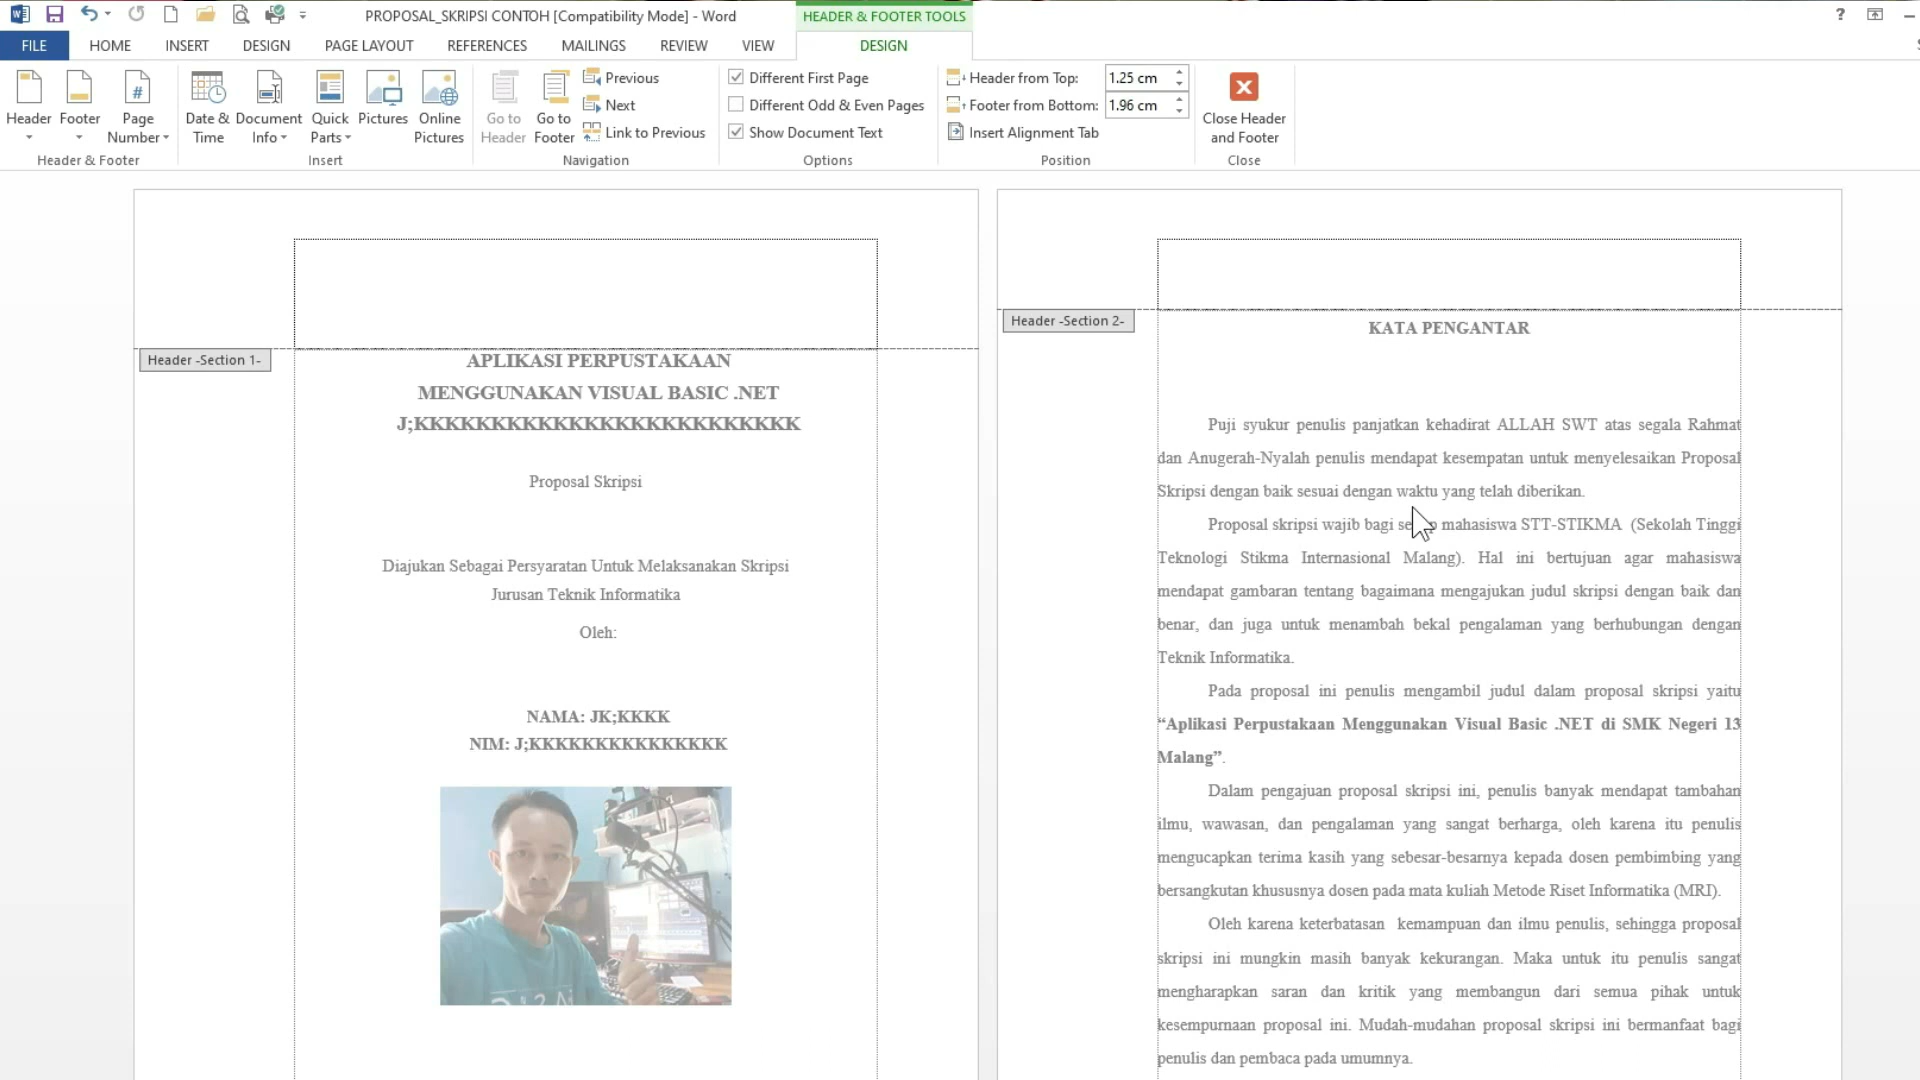 PROPOSAL_SKRIPSI CONTOH [Compatibility Mode] - Word
HEADER & FOOTER TOOLS
?
FILE HOME INSERT DESIGN PAGE LAYOUT REFERENCES MAILINGS REVIEW VIEW DESIGN
Header
Footer
Page Number
Header & Footer
Date & Time
Document Info
Quick Parts
Pictures
Online Pictures
Insert
Go to Header
Go to Footer
Previous
Next
Link to Previous
Navigation
Different First Page
Different Odd & Even Pages
Show Document Text
Options
Header from Top: 1.25 cm
Footer from Bottom: 1.96 cm
Insert Alignment Tab
Position
Close Header and Footer
Close
Header -Section 1-
APLIKASI PERPUSTAKAAN
MENGGUNAKAN VISUAL BASIC .NET
J;KKKKKKKKKKKKKKKKKKKKKKKKK
Proposal Skripsi
Diajukan Sebagai Persyaratan Untuk Melaksanakan Skripsi
Jurusan Teknik Informatika
Oleh:
NAMA: JK;KKKK
NIM: J;KKKKKKKKKKKKKKK
Header -Section 2-
KATA PENGANTAR
Puji syukur penulis panjatkan kehadirat ALLAH SWT atas segala Rahmat
dan Anugerah-Nyalah penulis mendapat kesempatan untuk menyelesaikan Proposal
Skripsi dengan baik sesuai dengan waktu yang telah diberikan.
Proposal skripsi wajib bagi mahasiswa STT-STIKMA (Sekolah Tinggi
Teknologi Stikma Internasional Malang). Hal ini bertujuan agar mahasiswa
mendapat gambaran tentang bagaimana mengajukan judul skripsi dengan baik dan
benar, dan juga untuk menambah bekal pengalaman yang berhubungan dengan
Teknik Informatika.
Pada proposal ini penulis mengambil judul dalam proposal skripsi yaitu
“Aplikasi Perpustakaan Menggunakan Visual Basic .NET di SMK Negeri 13
Malang”.
Dalam pengajuan proposal skripsi ini, penulis banyak mendapat tambahan
ilmu, wawasan, dan pengalaman yang sangat berharga, oleh karena itu penulis
mengucapkan terima kasih yang sebesar-besarnya kepada dosen pembimbing yang
bersangkutan khususnya dosen pada mata kuliah Metode Riset Informatika (MRI).
Oleh karena keterbatasan kemampuan dan ilmu penulis, sehingga proposal
skripsi ini mungkin masih banyak kekurangan. Maka untuk itu penulis sangat
mengharapkan saran dan kritik yang membangun dari semua pihak untuk
kesempurnaan proposal ini. Mudah-mudahan proposal skripsi ini bermanfaat bagi
penulis dan pembaca pada umumnya.